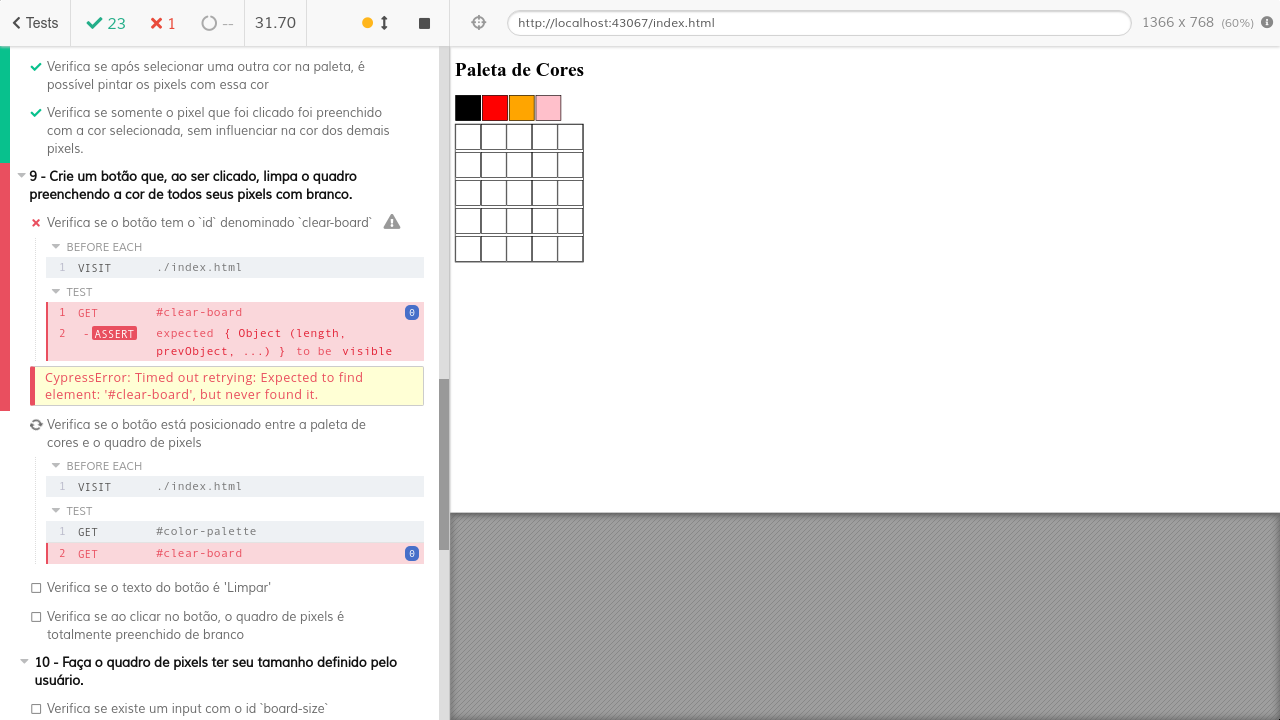 Tests 23 1 -- 31.70
http://localhost:43067/index.html
1366 x 768 (60%)
Verifica se após selecionar uma outra cor na paleta, é
possível pintar os pixels com essa cor
Verifica se somente o pixel que foi clicado foi preenchido
com a cor selecionada, sem influenciar na cor dos demais
pixels.
9 - Crie um botão que, ao ser clicado, limpa o quadro
preenchendo a cor de todos seus pixels com branco.
Verifica se o botão tem o `id` denominado `clear-board`
BEFORE EACH
1 VISIT ./index.html
TEST
1 GET #clear-board 0
2 -ASSERT expected { Object (length,
prevObject, ...) } to be visible
CypressError: Timed out retrying: Expected to find
element: '#clear-board', but never found it.
Verifica se o botão está posicionado entre a paleta de
cores e o quadro de pixels
BEFORE EACH
1 VISIT ./index.html
TEST
1 GET #color-palette
2 GET #clear-board 0
Verifica se o texto do botão é 'Limpar'
Verifica se ao clicar no botão, o quadro de pixels é
totalmente preenchido de branco
10 - Faça o quadro de pixels ter seu tamanho definido pelo
usuário.
Verifica se existe um input com o id `board-size`
Paleta de Cores